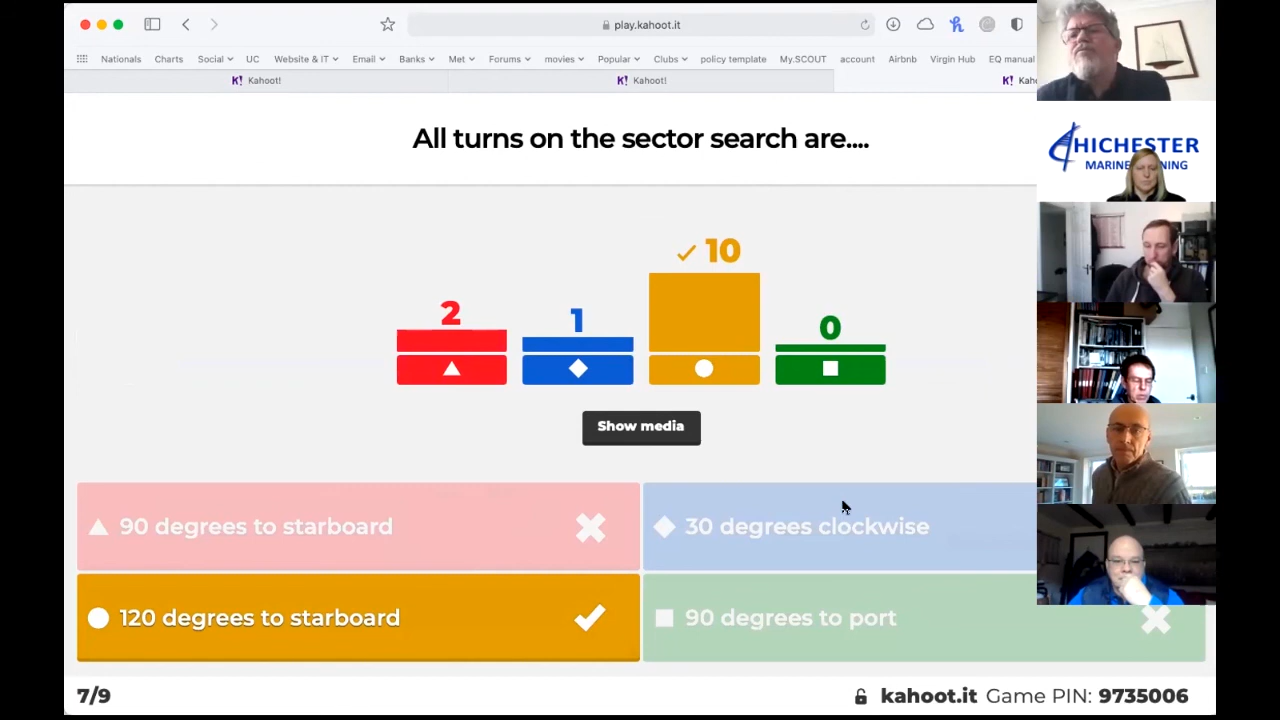 play.kahoot.it
Nationals Charts Social UC Website & IT Email Banks Met Forums movies Popular Clubs policy template My.SCOUT account Airbnb Virgin Hub EQ manual
K! Kahoot! K! Kahoot! K!
All turns on the sector search are....
HICHESTER
MARINE
10
2
1
0
Show media
90 degrees to starboard
30 degrees clockwise
120 degrees to starboard
90 degrees to port
7/9
kahoot.it Game PIN: 9735006